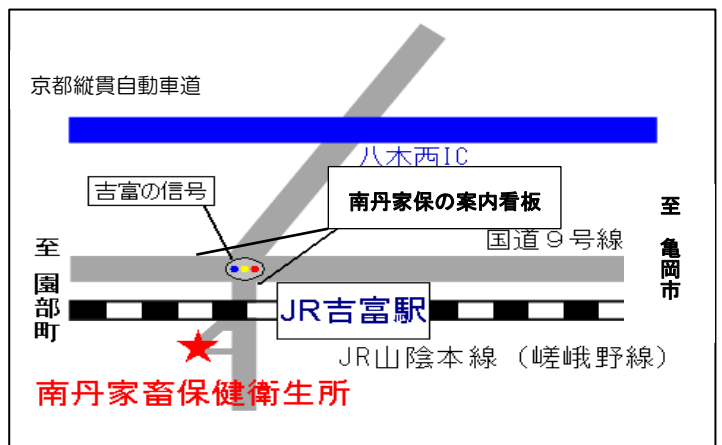 京都縦貫自動車道
八木西IC
吉富の信号
南丹家保の案内看板
国道９号線
至 園部町
至 亀岡市
JR吉富駅
JR山陰本線（嵯峨野線）
南丹家畜保健衛生所